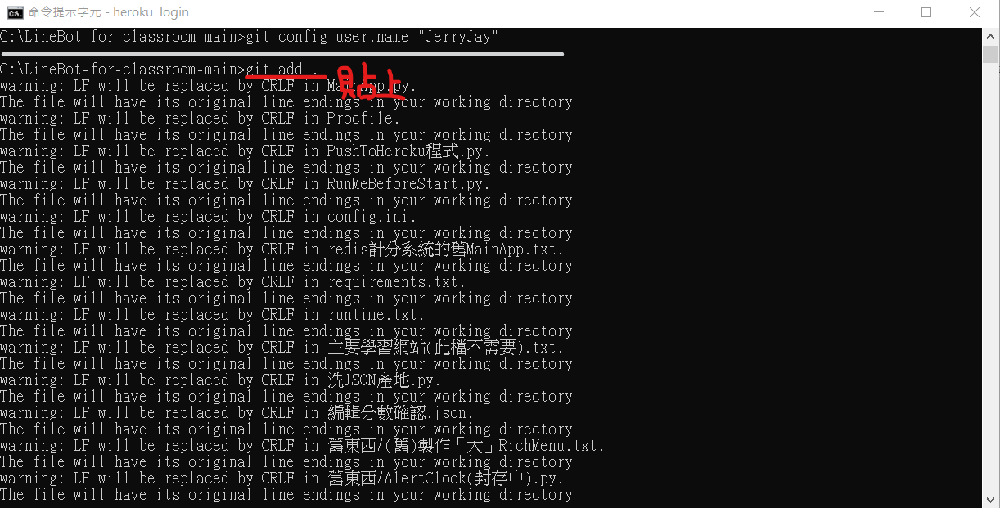 命令提示字元 - heroku login
C:\LineBot-for-classroom-main>git config user.name "JerryJay"
C:\LineBot-for-classroom-main>git add .
貼上
warning: LF will be replaced by CRLF in MainApp.py.
The file will have its original line endings in your working directory
warning: LF will be replaced by CRLF in Procfile.
The file will have its original line endings in your working directory
warning: LF will be replaced by CRLF in PushToHeroku程式.py.
The file will have its original line endings in your working directory
warning: LF will be replaced by CRLF in RunMeBeforeStart.py.
The file will have its original line endings in your working directory
warning: LF will be replaced by CRLF in config.ini.
The file will have its original line endings in your working directory
warning: LF will be replaced by CRLF in redis計分系統的舊MainApp.txt.
The file will have its original line endings in your working directory
warning: LF will be replaced by CRLF in requirements.txt.
The file will have its original line endings in your working directory
warning: LF will be replaced by CRLF in runtime.txt.
The file will have its original line endings in your working directory
warning: LF will be replaced by CRLF in 主要學習網站(此檔不需要).txt.
The file will have its original line endings in your working directory
warning: LF will be replaced by CRLF in 洗JSON產地.py.
The file will have its original line endings in your working directory
warning: LF will be replaced by CRLF in 編輯分數確認.json.
The file will have its original line endings in your working directory
warning: LF will be replaced by CRLF in 舊東西/(舊)製作「大」RichMenu.txt.
The file will have its original line endings in your working directory
warning: LF will be replaced by CRLF in 舊東西/AlertClock(封存中).py.
The file will have its original line endings in your working directory